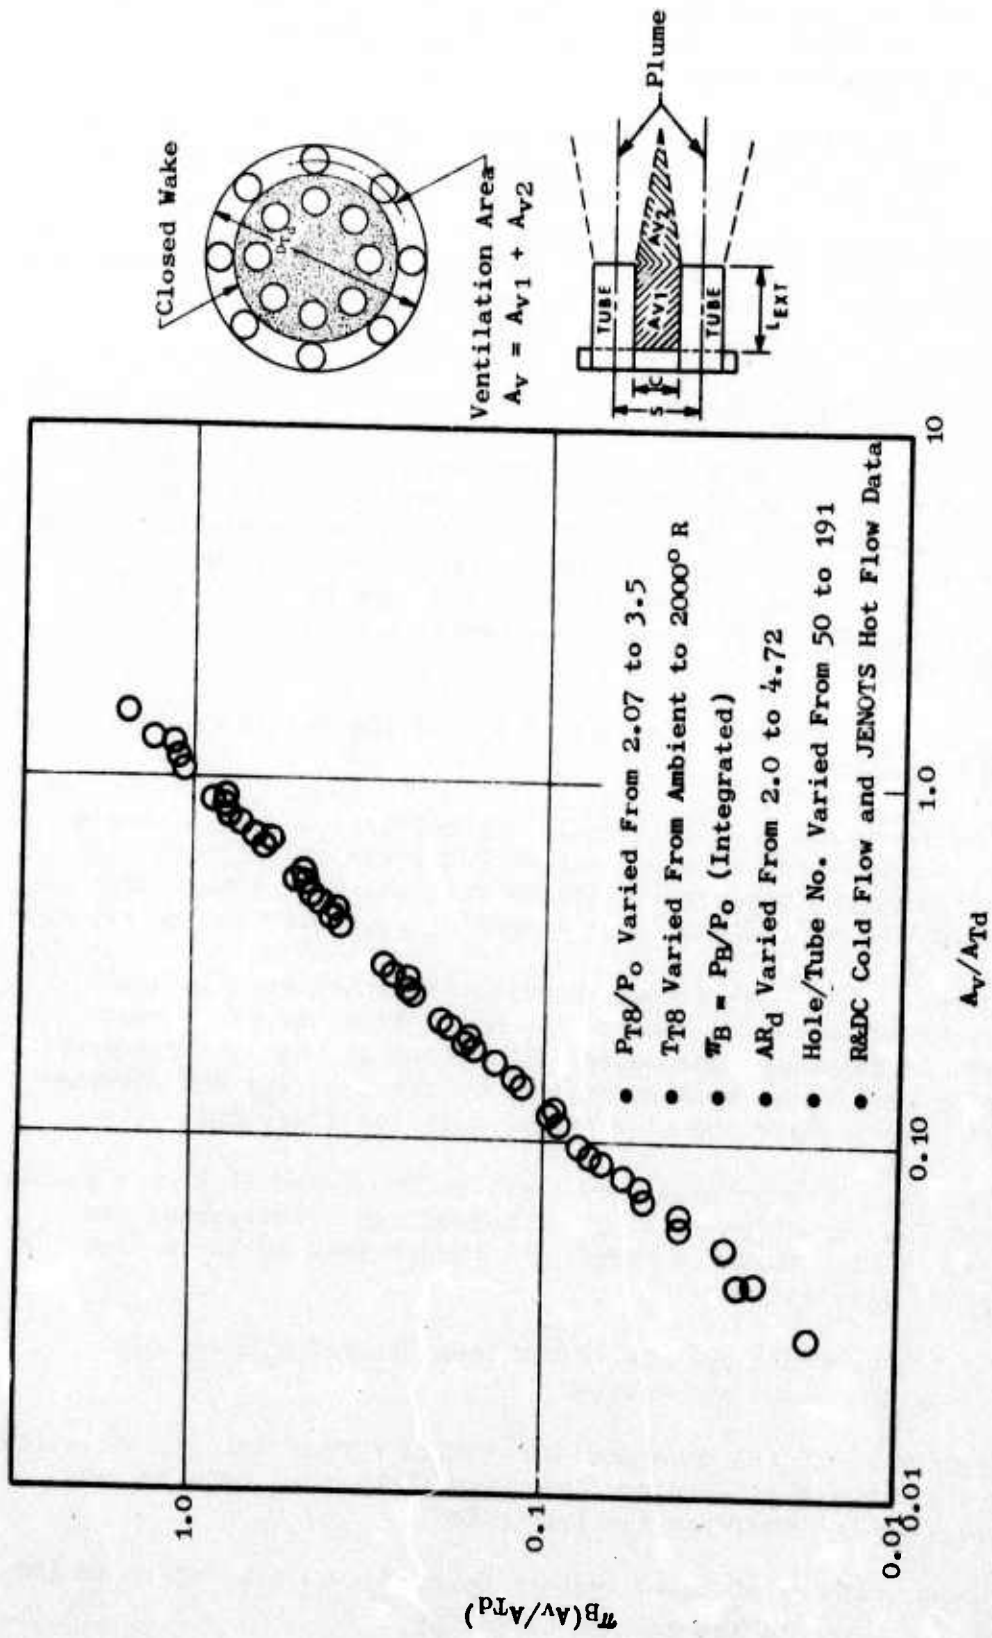 Closed Wake
D_Td
Ventilation Area
A_v = A_v1 + A_v2
TUBE
A_v1
A_v2
TUBE
S
C
L_EXT
Plume
π_B(A_v/A_Td)
1.0
0.1
0.01
0.10
1.0
10
A_v/A_Td
• P_T8/P_o Varied From 2.07 to 3.5
• T_T8 Varied From Ambient to 2000° R
• π_B = P_B/P_o (Integrated)
• AR_d Varied From 2.0 to 4.72
• Hole/Tube No. Varied From 50 to 191
• R&DC Cold Flow and JENOTS Hot Flow Data